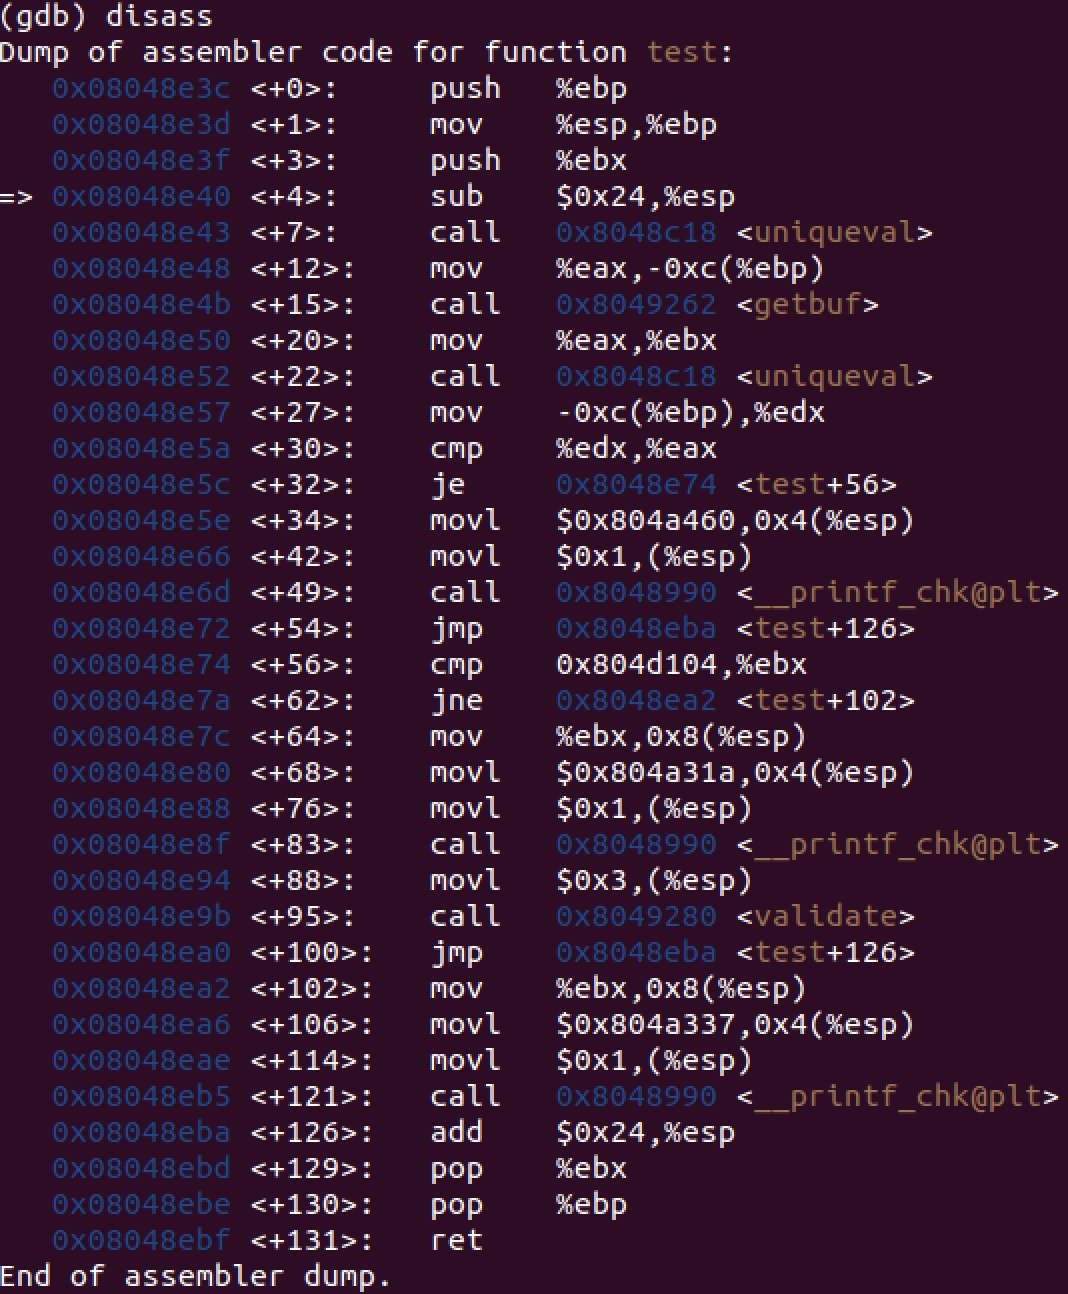 (gdb) disass
Dump of assembler code for function test:
   0x08048e3c <+0>:     push   %ebp
   0x08048e3d <+1>:     mov    %esp,%ebp
   0x08048e3f <+3>:     push   %ebx
=> 0x08048e40 <+4>:     sub    $0x24,%esp
   0x08048e43 <+7>:     call   0x8048c18 <uniqueval>
   0x08048e48 <+12>:    mov    %eax,-0xc(%ebp)
   0x08048e4b <+15>:    call   0x8049262 <getbuf>
   0x08048e50 <+20>:    mov    %eax,%ebx
   0x08048e52 <+22>:    call   0x8048c18 <uniqueval>
   0x08048e57 <+27>:    mov    -0xc(%ebp),%edx
   0x08048e5a <+30>:    cmp    %edx,%eax
   0x08048e5c <+32>:    je     0x8048e74 <test+56>
   0x08048e5e <+34>:    movl   $0x804a460,0x4(%esp)
   0x08048e66 <+42>:    movl   $0x1,(%esp)
   0x08048e6d <+49>:    call   0x8048990 <__printf_chk@plt>
   0x08048e72 <+54>:    jmp    0x8048eba <test+126>
   0x08048e74 <+56>:    cmp    0x804d104,%ebx
   0x08048e7a <+62>:    jne    0x8048ea2 <test+102>
   0x08048e7c <+64>:    mov    %ebx,0x8(%esp)
   0x08048e80 <+68>:    movl   $0x804a31a,0x4(%esp)
   0x08048e88 <+76>:    movl   $0x1,(%esp)
   0x08048e8f <+83>:    call   0x8048990 <__printf_chk@plt>
   0x08048e94 <+88>:    movl   $0x3,(%esp)
   0x08048e9b <+95>:    call   0x8049280 <validate>
   0x08048ea0 <+100>:   jmp    0x8048eba <test+126>
   0x08048ea2 <+102>:   mov    %ebx,0x8(%esp)
   0x08048ea6 <+106>:   movl   $0x804a337,0x4(%esp)
   0x08048eae <+114>:   movl   $0x1,(%esp)
   0x08048eb5 <+121>:   call   0x8048990 <__printf_chk@plt>
   0x08048eba <+126>:   add    $0x24,%esp
   0x08048ebd <+129>:   pop    %ebx
   0x08048ebe <+130>:   pop    %ebp
   0x08048ebf <+131>:   ret
End of assembler dump.